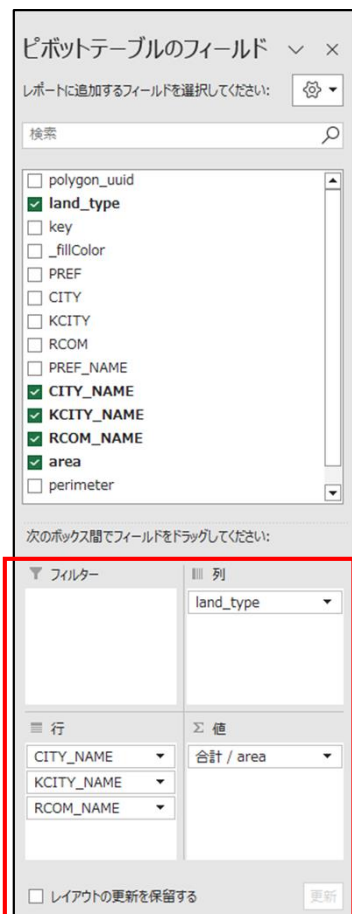 ピボットテーブルのフィールド
レポートに追加するフィールドを選択してください:
検索
polygon_uuid
land_type
key
_fillColor
PREF
CITY
KCITY
RCOM
PREF_NAME
CITY_NAME
KCITY_NAME
RCOM_NAME
area
perimeter
次のボックス間でフィールドをドラッグしてください:
フィルター
列
land_type
行
CITY_NAME
KCITY_NAME
RCOM_NAME
Σ 値
合計 / area
レイアウトの更新を保留する
更新